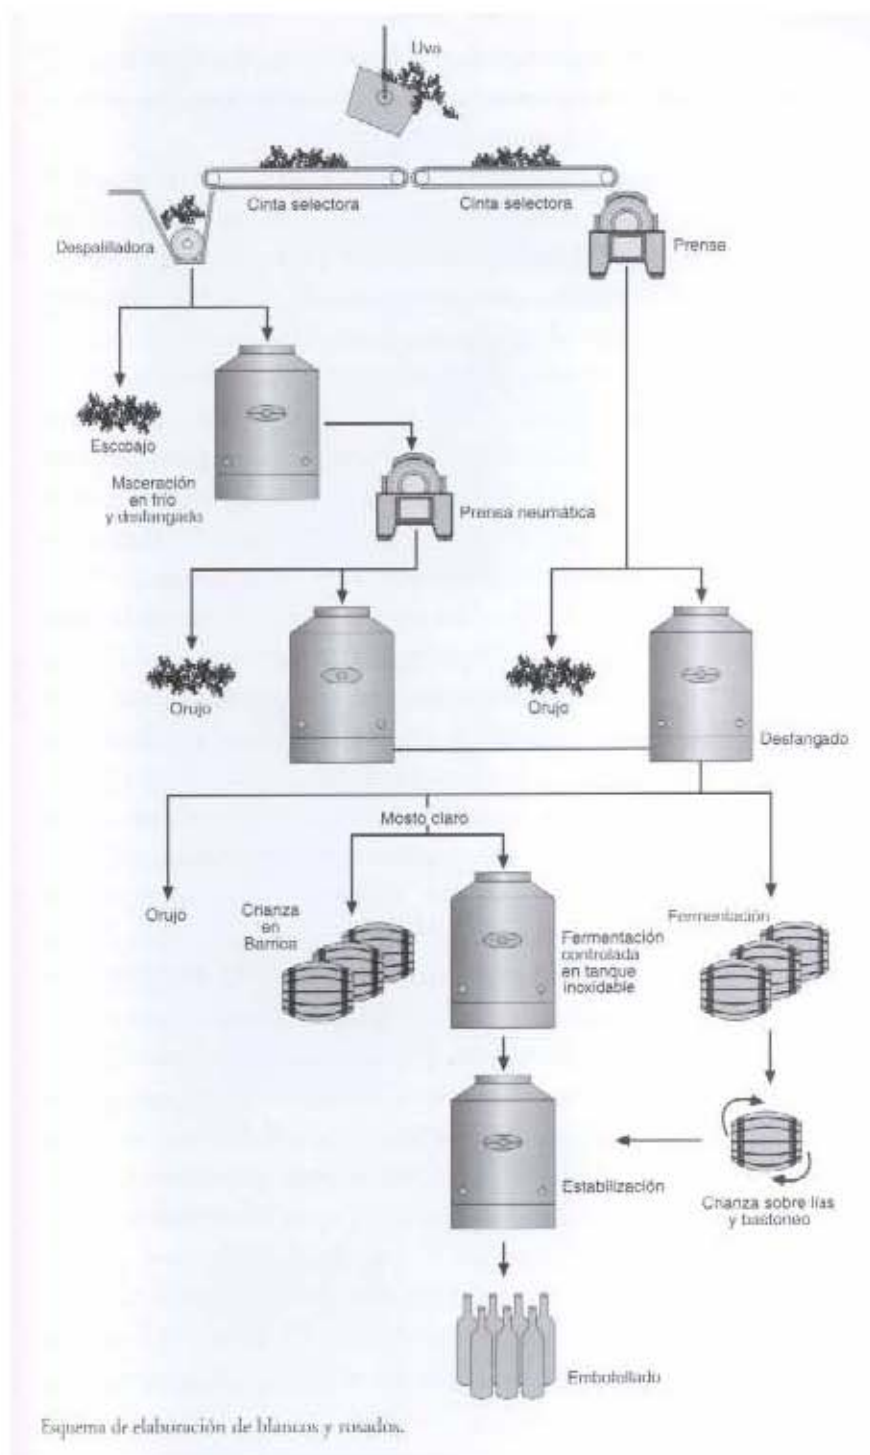 Uva
Cinta selectora
Cinta selectora
Despalilladora
Prensa
Escobajo
Maceración
en frío
y desfangado
Prensa neumática
Orujo
Orujo
Desfangado
Mosto claro
Orujo
Crianza
en
Barrica
Fermentación
controlada
en tanque
inoxidable
Fermentación
Estabilización
Crianza sobre lías
y bastoneo
Embotellado
Esquema de elaboración de blancos y rosados.